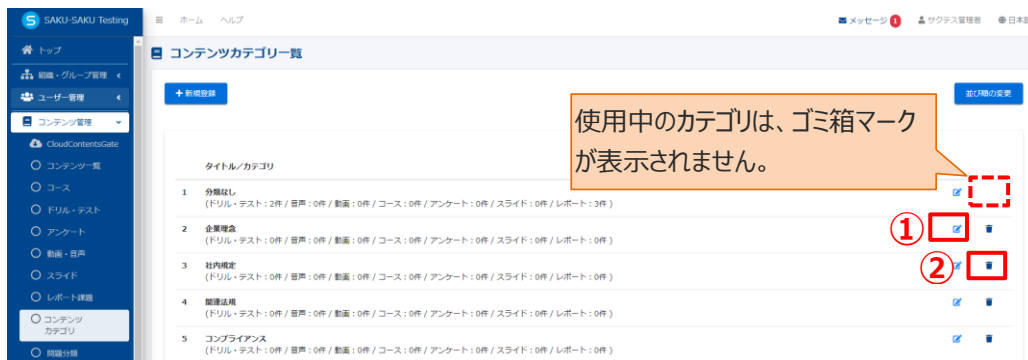 SAKU-SAKU Testing
ホーム ヘルプ
メッセージ 1 サクテス管理者 日本語
トップ
コンテンツカテゴリー一覧
組織・グループ管理
ユーザー管理
+ 新規登録
並び順の変更
コンテンツ管理
使用中のカテゴリは、ゴミ箱マーク
が表示されません。
CloudContentsGate
コンテンツ一覧
タイトル/カテゴリ
コース
1 分類なし
(ドリル・テスト:2件 / 音声:0件 / 動画:0件 / コース:0件 / アンケート:0件 / スライド:0件 / レポート:3件 )
ドリル・テスト
アンケート
2 企業理念
(ドリル・テスト:0件 / 音声:0件 / 動画:0件 / コース:0件 / アンケート:0件 / スライド:0件 / レポート:0件 )
①
動画・音声
3 社内規定
(ドリル・テスト:0件 / 音声:0件 / 動画:0件 / コース:0件 / アンケート:0件 / スライド:0件 / レポート:0件 )
②
スライド
レポート課題
4 関連法規
(ドリル・テスト:0件 / 音声:0件 / 動画:0件 / コース:0件 / アンケート:0件 / スライド:0件 / レポート:0件 )
コンテンツ
カテゴリ
5 コンプライアンス
(ドリル・テスト:0件 / 音声:0件 / 動画:0件 / コース:0件 / アンケート:0件 / スライド:0件 / レポート:0件 )
問題分類